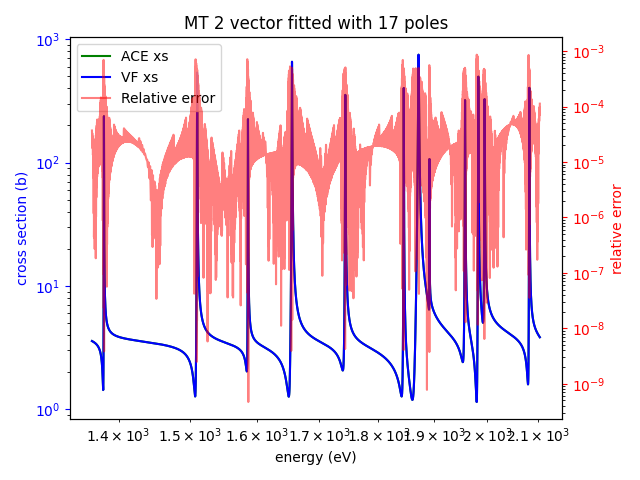 MT 2 vector fitted with 17 poles
ACE xs
VF xs
Relative error
10³
10²
10¹
10⁰
cross section (b)
10⁻³
10⁻⁴
10⁻⁵
10⁻⁶
10⁻⁷
10⁻⁸
10⁻⁹
relative error
1.4 × 10³ 1.5 × 10³ 1.6 × 10³ 1.7 × 10³ 1.8 × 10³ 1.9 × 10³ 2 × 10³ 2.1 × 10³
energy (eV)